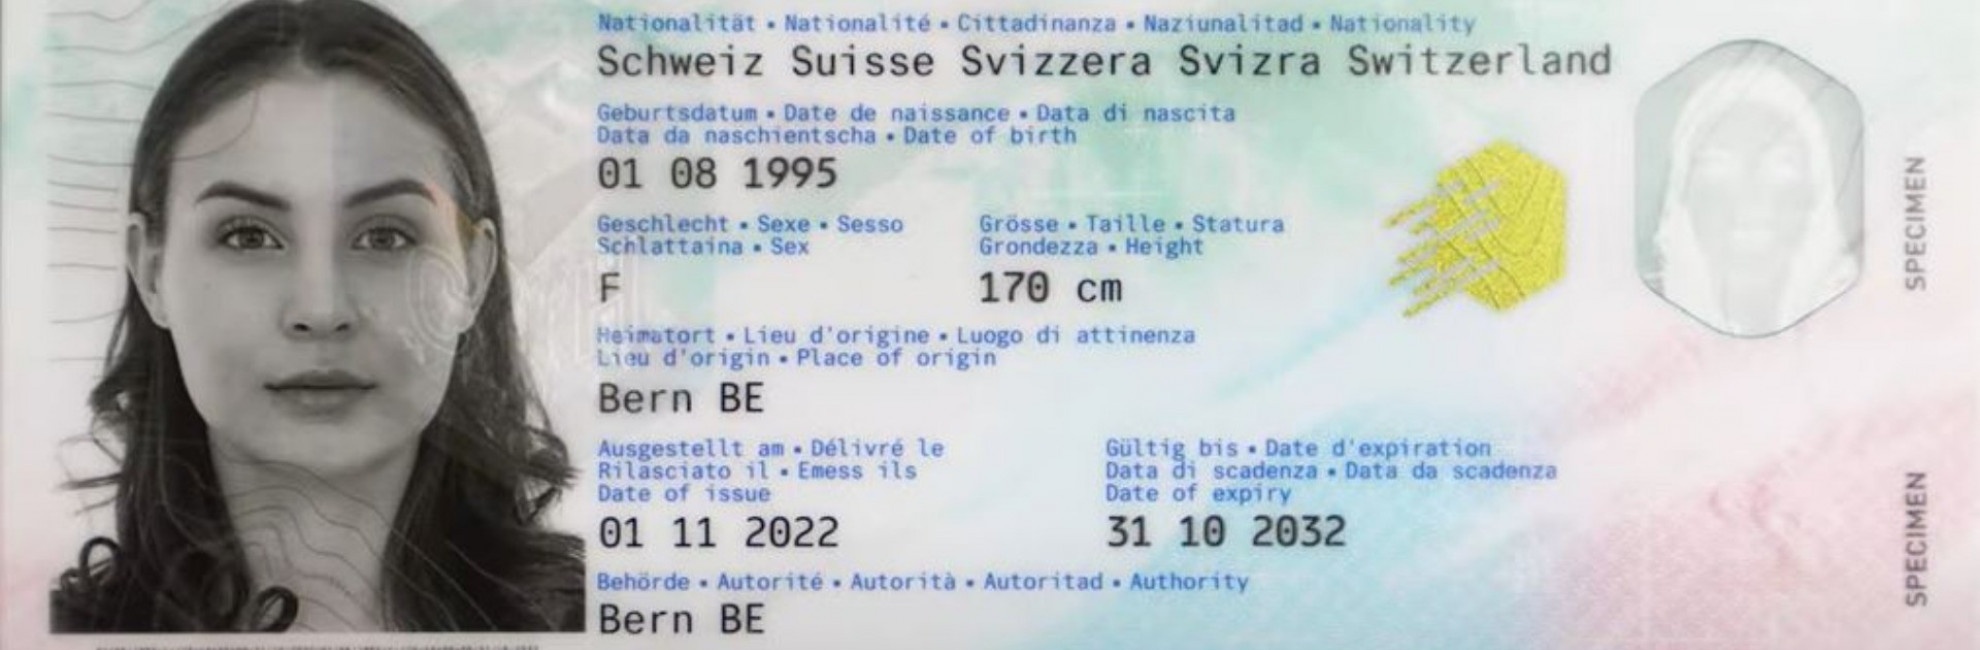 Nationalität • Nationalité • Cittadinanza • Naziunalitad • Nationality
Schweiz Suisse Svizzera Svizra Switzerland
Geburtsdatum • Date de naissance • Data di nascita
Data da naschientscha • Date of birth
01 08 1995
Geschlecht • Sexe • Sesso
Schlattaina • Sex
F
Grösse • Taille • Statura
Grondezza • Height
170 cm
Heimatort • Lieu d'origine • Luogo di attinenza
Lieu d'origin • Place of origin
Bern BE
Ausgestellt am • Délivré le
Rilasciato il • Emess ils
Date of issue
01 11 2022
Gültig bis • Date d'expiration
Data di scadenza • Data da scadenza
Date of expiry
31 10 2032
Behörde • Autorité • Autorità • Autoritad • Authority
Bern BE
SPECIMEN
SPECIMEN